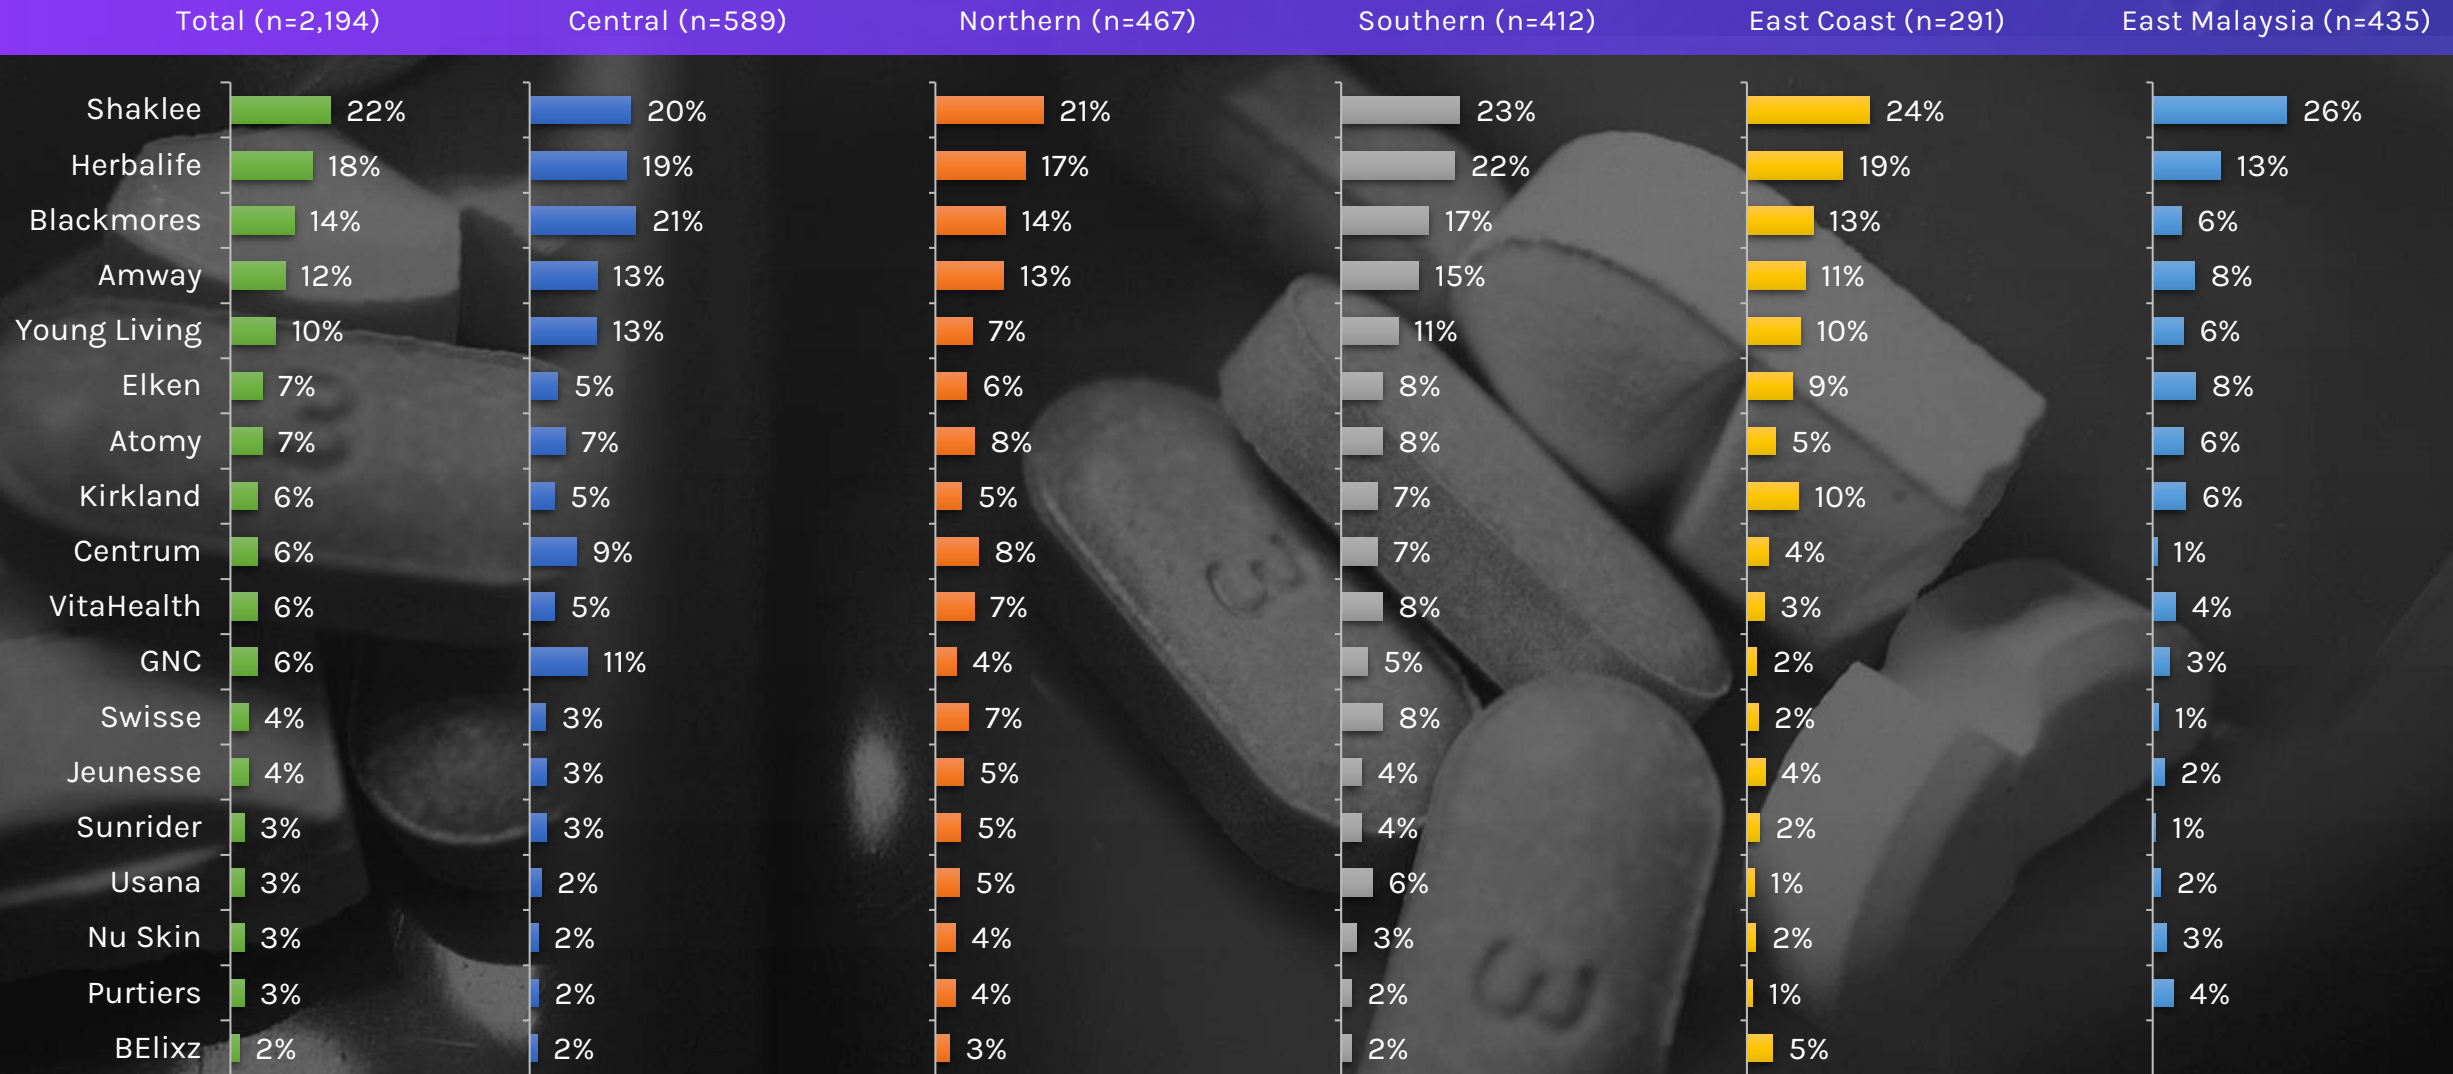 Total (n=2,194) Central (n=589) Northern (n=467) Southern (n=412) East Coast (n=291) East Malaysia (n=435)
Shaklee 22% 20% 21% 23% 24% 26%
Herbalife 18% 19% 17% 22% 19% 13%
Blackmores 14% 21% 14% 17% 13% 6%
Amway 12% 13% 13% 15% 11% 8%
Young Living 10% 13% 7% 11% 10% 6%
Elken 7% 5% 6% 8% 9% 8%
Atomy 7% 7% 8% 8% 5% 6%
Kirkland 6% 5% 5% 7% 10% 6%
Centrum 6% 9% 8% 7% 4% 1%
VitaHealth 6% 5% 7% 8% 3% 4%
GNC 6% 11% 4% 5% 2% 3%
Swisse 4% 3% 7% 8% 2% 1%
Jeunesse 4% 3% 5% 4% 4% 2%
Sunrider 3% 3% 5% 4% 2% 1%
Usana 3% 2% 5% 6% 1% 2%
Nu Skin 3% 2% 4% 3% 2% 3%
Purtiers 3% 2% 4% 2% 1% 4%
BElixz 2% 2% 3% 2% 5%